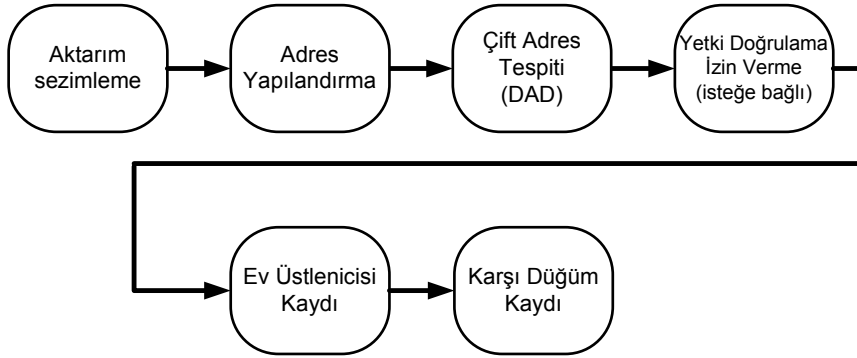 Aktarım
sezimleme
Adres
Yapılandırma
Çift Adres
Tespiti
(DAD)
Yetki Doğrulama
İzin Verme
(isteğe bağlı)
Ev Üstlenicisi
Kaydı
Karşı Düğüm
Kaydı